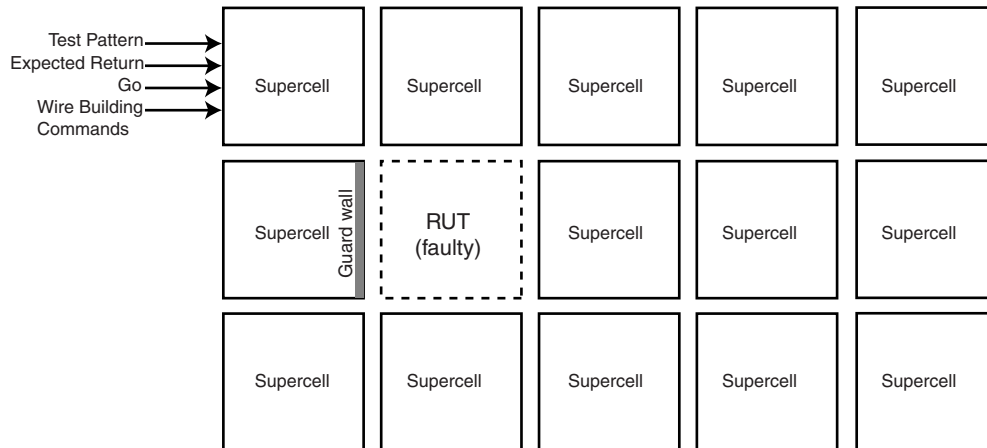 Test Pattern
Expected Return
Go
Wire Building
Commands
Supercell
Supercell
Supercell
Supercell
Supercell
Supercell
Guard wall
RUT
(faulty)
Supercell
Supercell
Supercell
Supercell
Supercell
Supercell
Supercell
Supercell